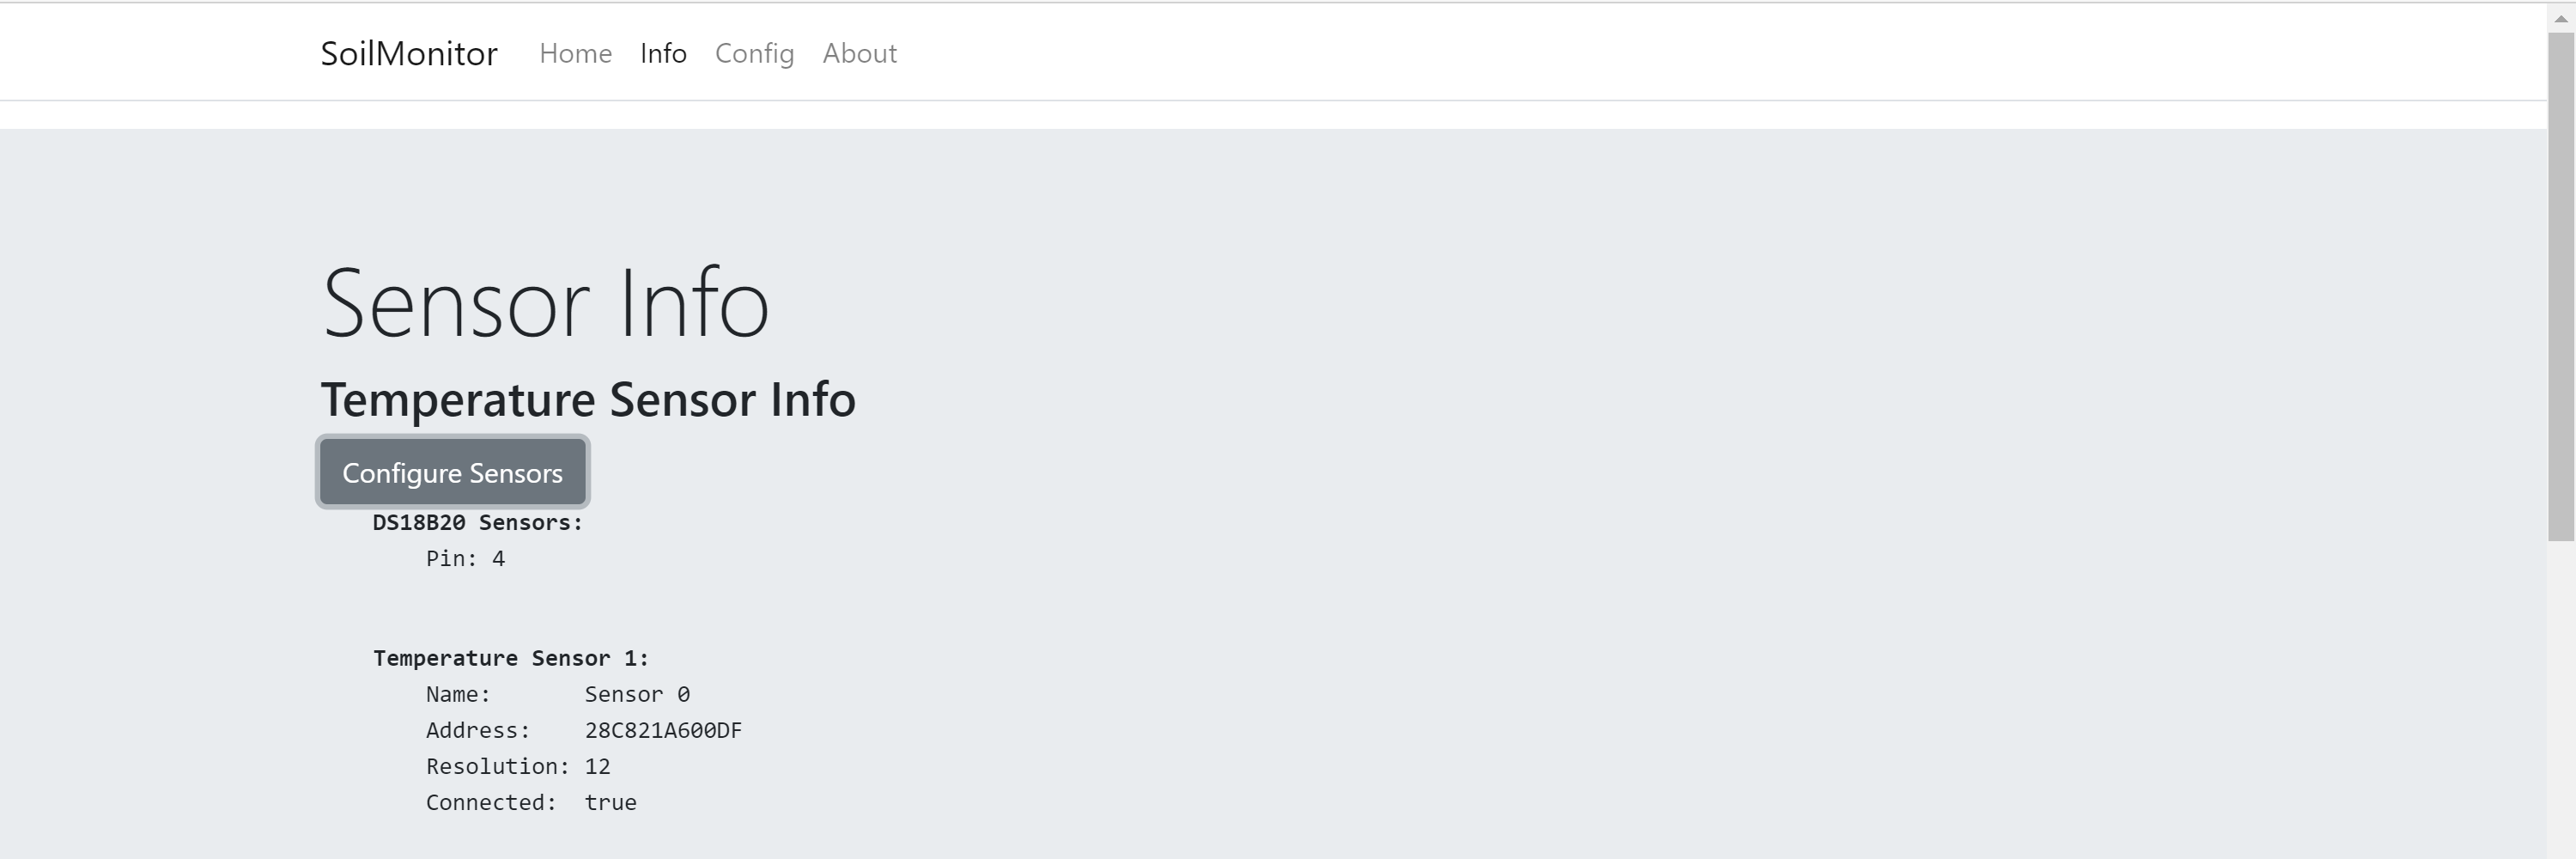 SoilMonitor Home Info Config About
Sensor Info
Temperature Sensor Info
Configure Sensors
DS18B20 Sensors:
Pin: 4
Temperature Sensor 1:
Name: Sensor 0
Address: 28C821A600DF
Resolution: 12
Connected: true